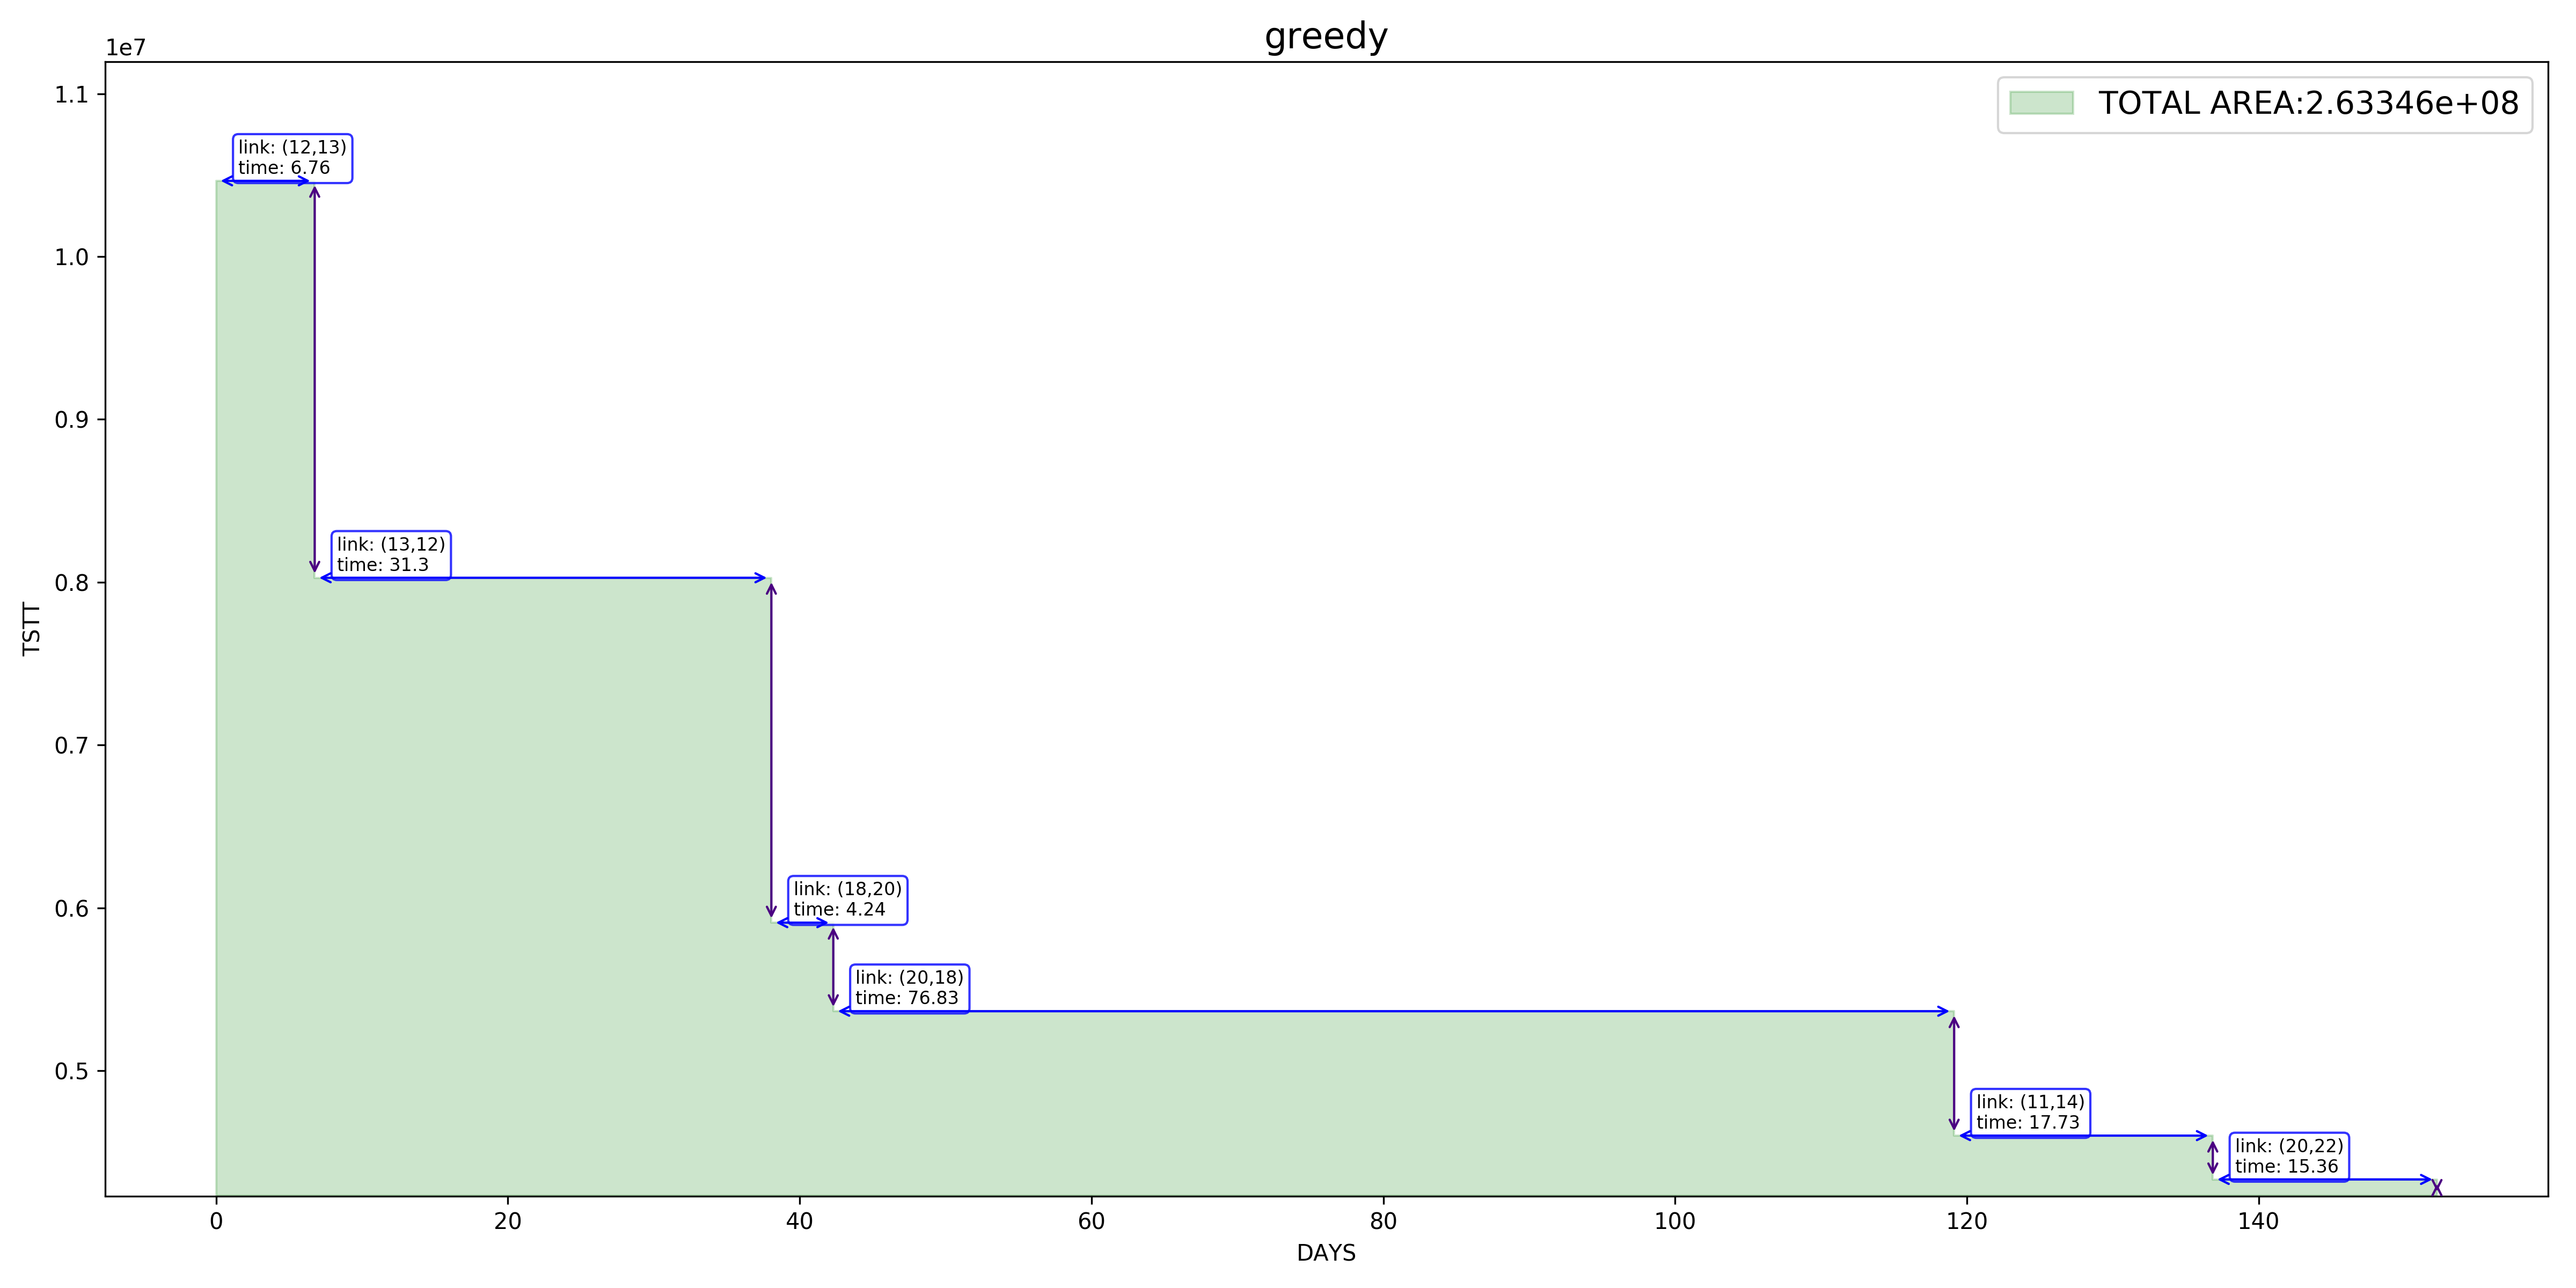 greedy
1e7
TOTAL AREA:2.63346e+08
1.1
1.0
0.9
0.8
0.7
0.6
0.5
TSTT
link: (12,13)
time: 6.76
link: (13,12)
time: 31.3
link: (18,20)
time: 4.24
link: (20,18)
time: 76.83
link: (11,14)
time: 17.73
link: (20,22)
time: 15.36
0 20 40 60 80 100 120 140
DAYS